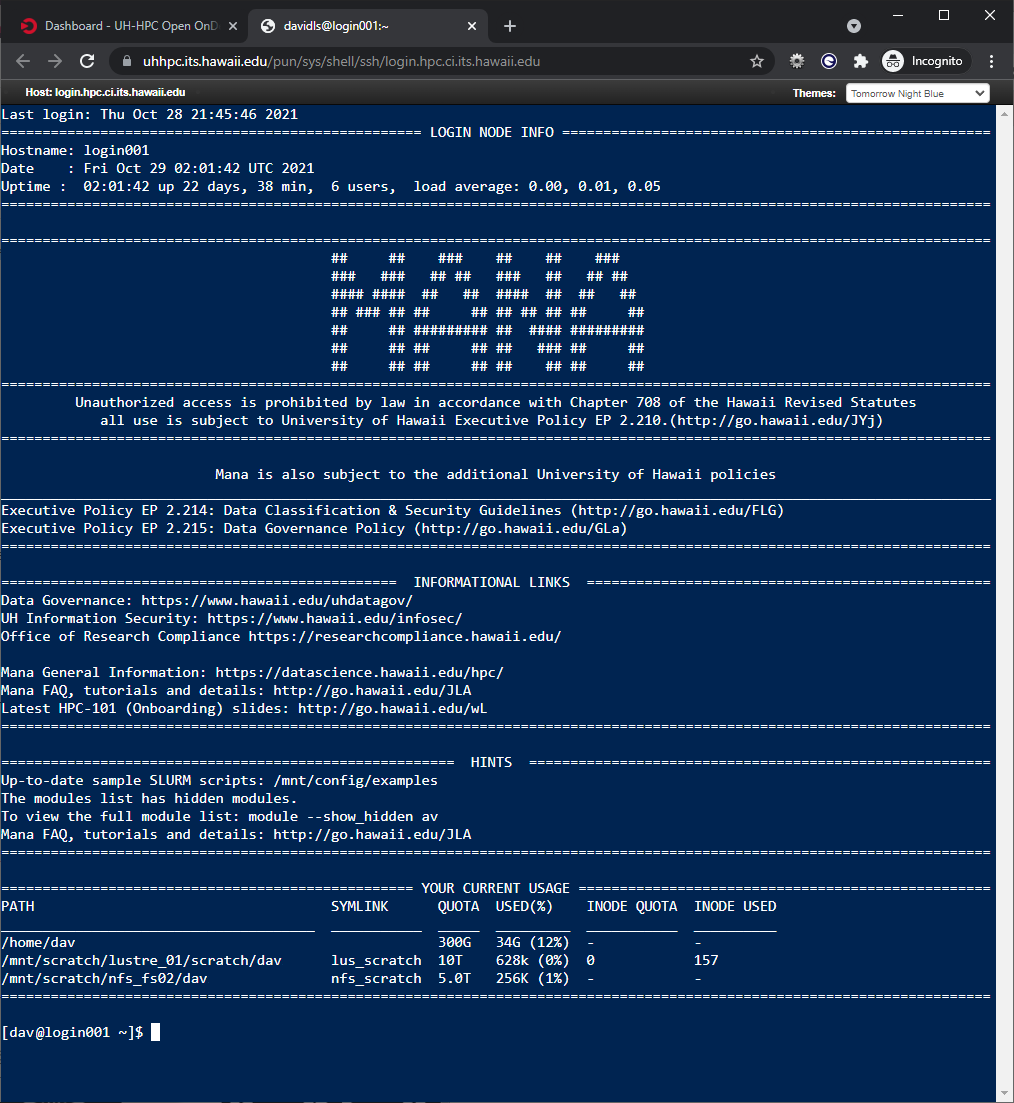 Dashboard - UH-HPC Open OnD
davidls@login001:~
uhhpc.its.hawaii.edu/pun/sys/shell/ssh/login.hpc.ci.its.hawaii.edu
Incognito
Host: login.hpc.ci.its.hawaii.edu
Themes: Tomorrow Night Blue
Last login: Thu Oct 28 21:45:46 2021
=================================================== LOGIN NODE INFO ====================================================
Hostname: login001
Date    : Fri Oct 29 02:01:42 UTC 2021
Uptime :  02:01:42 up 22 days, 38 min,  6 users,  load average: 0.00, 0.01, 0.05
========================================================================================================================
========================================================================================================================
                                        ##     ##    ###    ##    ##    ###
                                        ###   ###   ## ##   ###   ##   ## ##
                                        #### ####  ##   ##  ####  ##  ##   ##
                                        ## ### ## ##     ## ## ## ## ##     ##
                                        ##     ## ######### ##  #### #########
                                        ##     ## ##     ## ##   ### ##     ##
                                        ##     ## ##     ## ##    ## ##     ##
========================================================================================================================
Unauthorized access is prohibited by law in accordance with Chapter 708 of the Hawaii Revised Statutes
all use is subject to University of Hawaii Executive Policy EP 2.210.(http://go.hawaii.edu/JYj)
========================================================================================================================
Mana is also subject to the additional University of Hawaii policies
________________________________________________________________________________________________________________________
Executive Policy EP 2.214: Data Classification & Security Guidelines (http://go.hawaii.edu/FLG)
Executive Policy EP 2.215: Data Governance Policy (http://go.hawaii.edu/GLa)
========================================================================================================================
================================================  INFORMATIONAL LINKS  =================================================
Data Governance: https://www.hawaii.edu/uhdatagov/
UH Information Security: https://www.hawaii.edu/infosec/
Office of Research Compliance https://researchcompliance.hawaii.edu/
Mana General Information: https://datascience.hawaii.edu/hpc/
Mana FAQ, tutorials and details: http://go.hawaii.edu/JLA
Latest HPC-101 (Onboarding) slides: http://go.hawaii.edu/wL
========================================================================================================================
=======================================================  HINTS  ========================================================
Up-to-date sample SLURM scripts: /mnt/config/examples
The modules list has hidden modules.
To view the full module list: module --show_hidden av
Mana FAQ, tutorials and details: http://go.hawaii.edu/JLA
========================================================================================================================
================================================== YOUR CURRENT USAGE ==================================================
PATH                                    SYMLINK      QUOTA  USED(%)    INODE QUOTA  INODE USED
______________________________________  ___________  _____  _________  ___________  __________
/home/dav                                            300G   34G (12%)  -            -
/mnt/scratch/lustre_01/scratch/dav      lus_scratch  10T    628k (0%)  0            157
/mnt/scratch/nfs_fs02/dav               nfs_scratch  5.0T   256K (1%)  -            -
========================================================================================================================
[dav@login001 ~]$